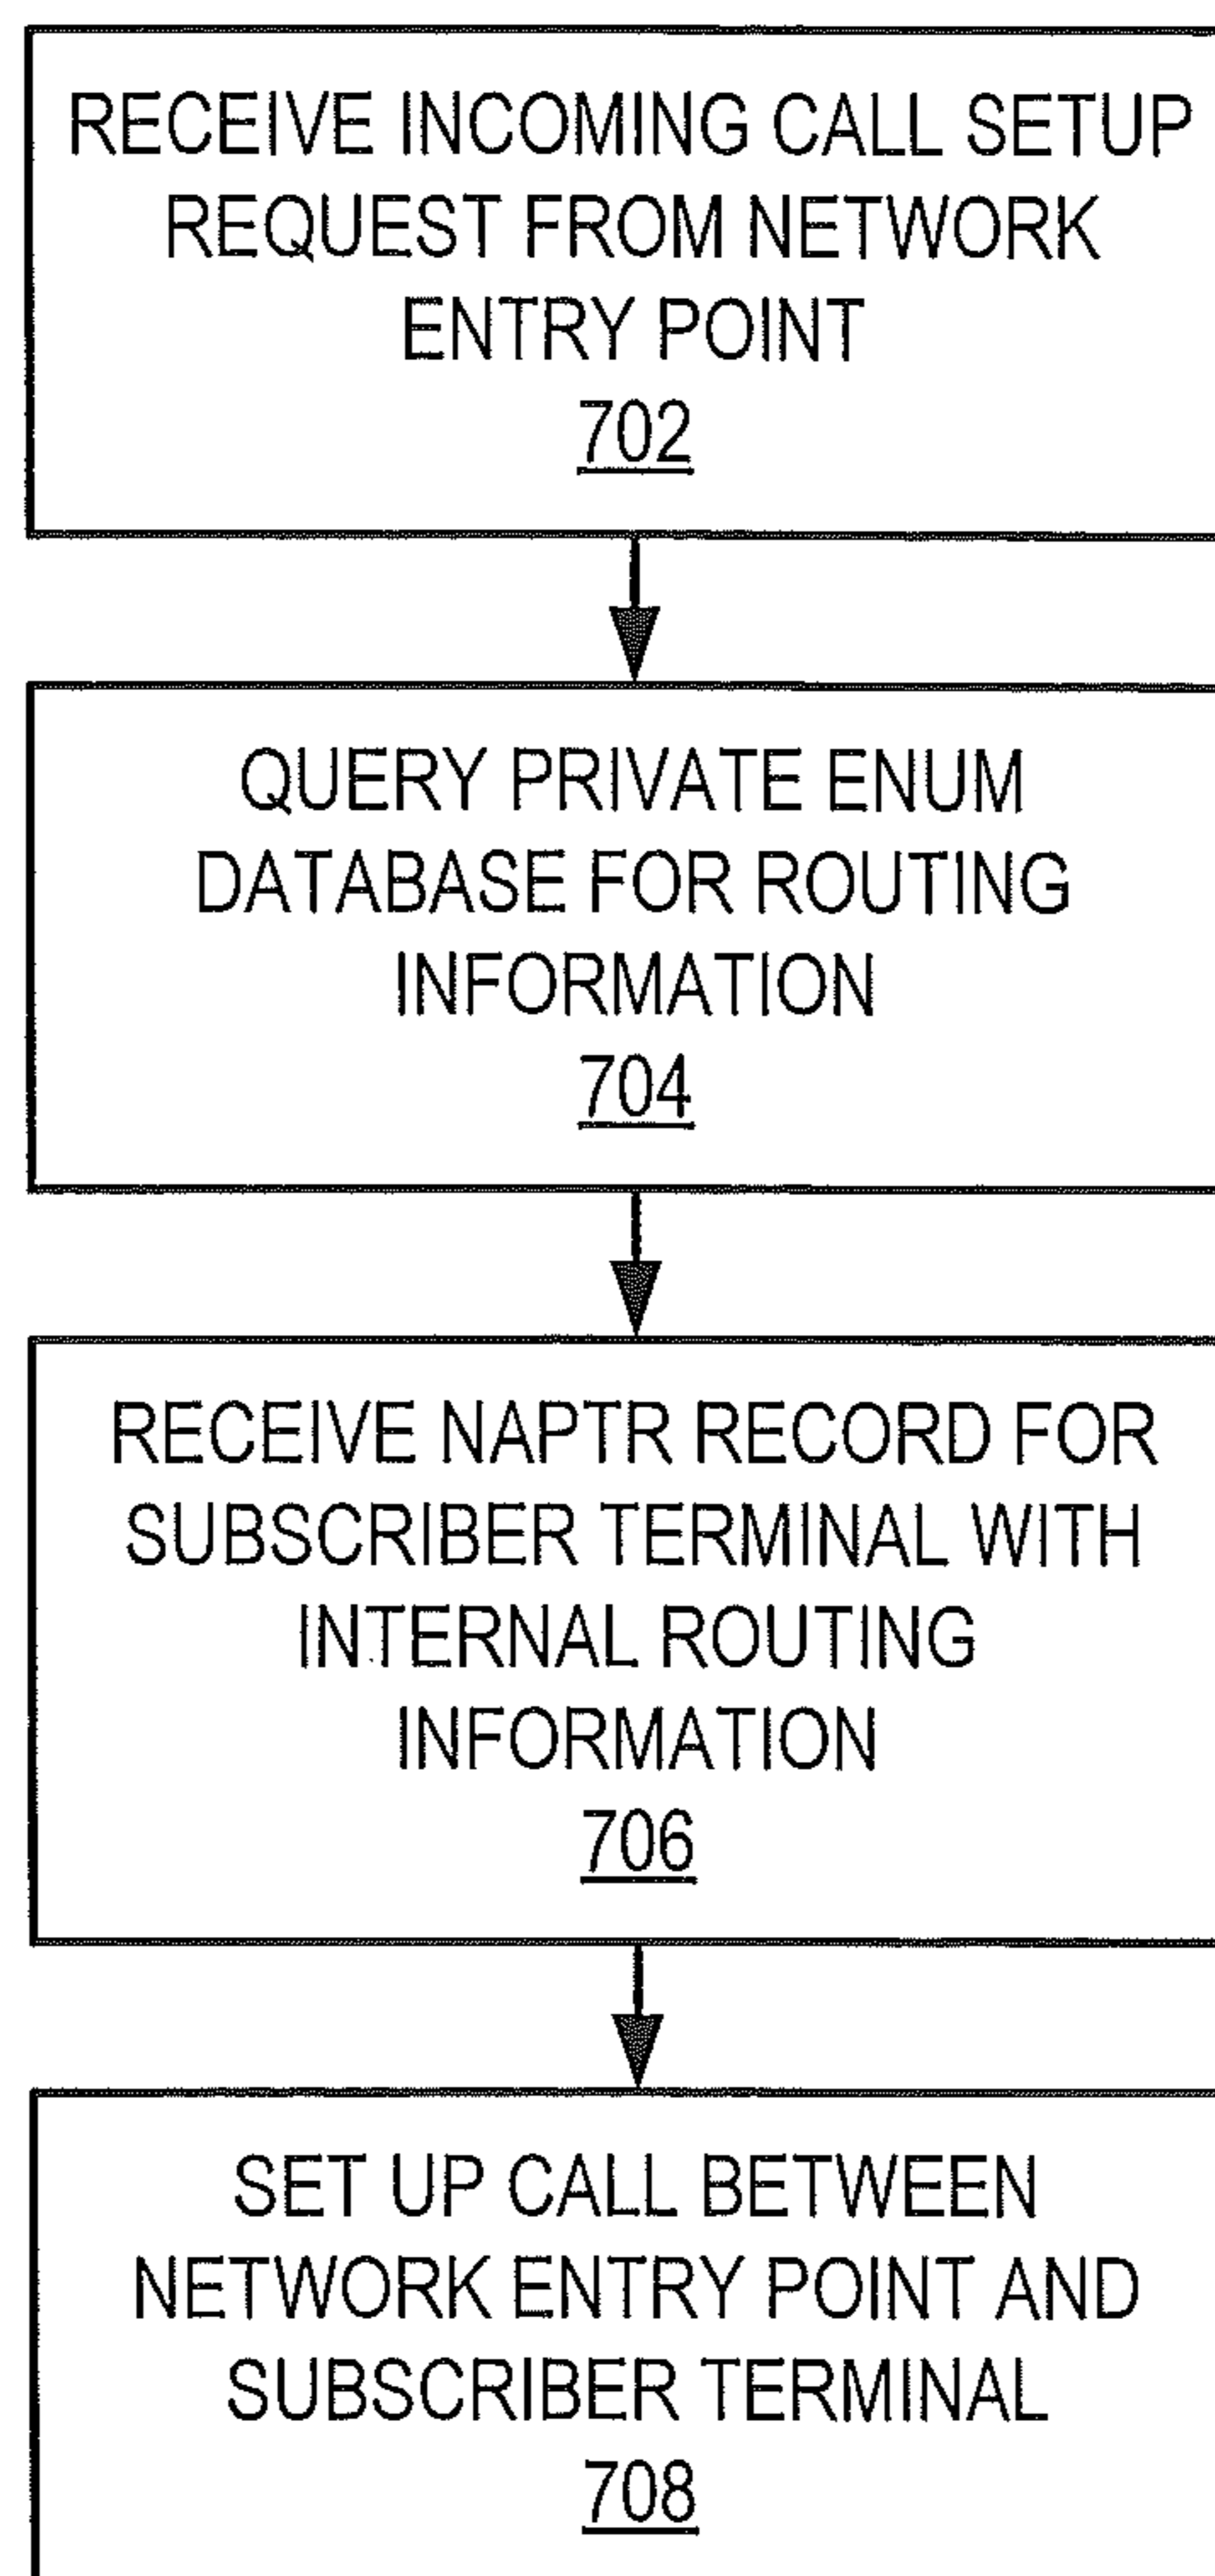 RECEIVE INCOMING CALL SETUP
REQUEST FROM NETWORK
ENTRY POINT
702
QUERY PRIVATE ENUM
DATABASE FOR ROUTING
INFORMATION
704
RECEIVE NAPTR RECORD FOR
SUBSCRIBER TERMINAL WITH
INTERNAL ROUTING
INFORMATION
706
SET UP CALL BETWEEN
NETWORK ENTRY POINT AND
SUBSCRIBER TERMINAL
708